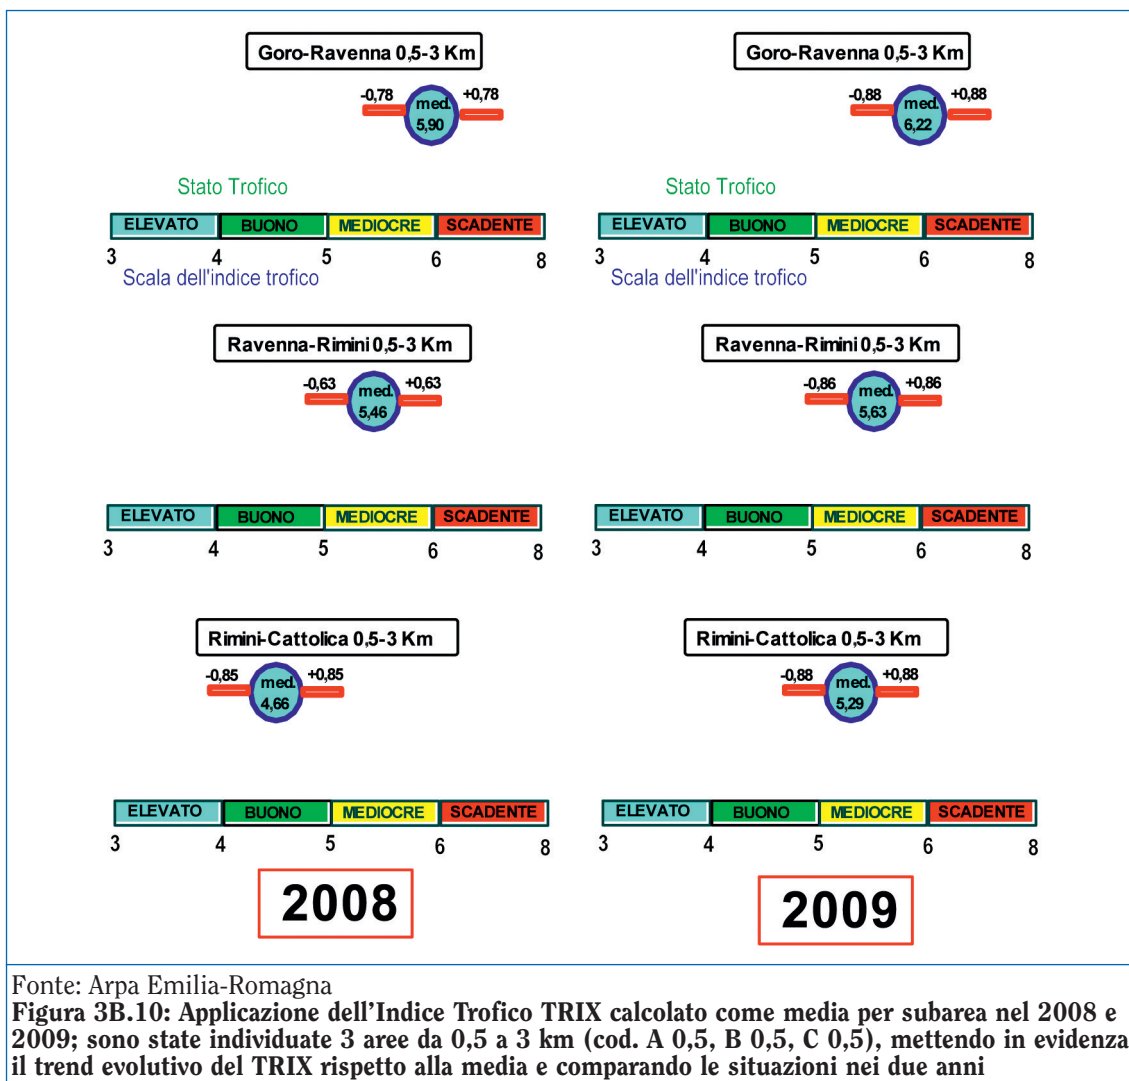 Goro-Ravenna 0,5-3 Km
-0,78 med. 5,90 +0,78
Stato Trofico
ELEVATO BUONO MEDIOCRE SCADENTE
3 4 5 6 8
Scala dell'indice trofico
Goro-Ravenna 0,5-3 Km
-0,88 med. 6,22 +0,88
Stato Trofico
ELEVATO BUONO MEDIOCRE SCADENTE
3 4 5 6 8
Scala dell'indice trofico
Ravenna-Rimini 0,5-3 Km
-0,63 med. 5,46 +0,63
ELEVATO BUONO MEDIOCRE SCADENTE
3 4 5 6 8
Ravenna-Rimini 0,5-3 Km
-0,86 med. 5,63 +0,86
ELEVATO BUONO MEDIOCRE SCADENTE
3 4 5 6 8
Rimini-Cattolica 0,5-3 Km
-0,85 med. 4,66 +0,85
ELEVATO BUONO MEDIOCRE SCADENTE
3 4 5 6 8
Rimini-Cattolica 0,5-3 Km
-0,88 med. 5,29 +0,88
ELEVATO BUONO MEDIOCRE SCADENTE
3 4 5 6 8
2008
2009
Fonte: Arpa Emilia-Romagna
Figura 3B.10: Applicazione dell'Indice Trofico TRIX calcolato come media per subarea nel 2008 e
2009; sono state individuate 3 aree da 0,5 a 3 km (cod. A 0,5, B 0,5, C 0,5), mettendo in evidenza
il trend evolutivo del TRIX rispetto alla media e comparando le situazioni nei due anni